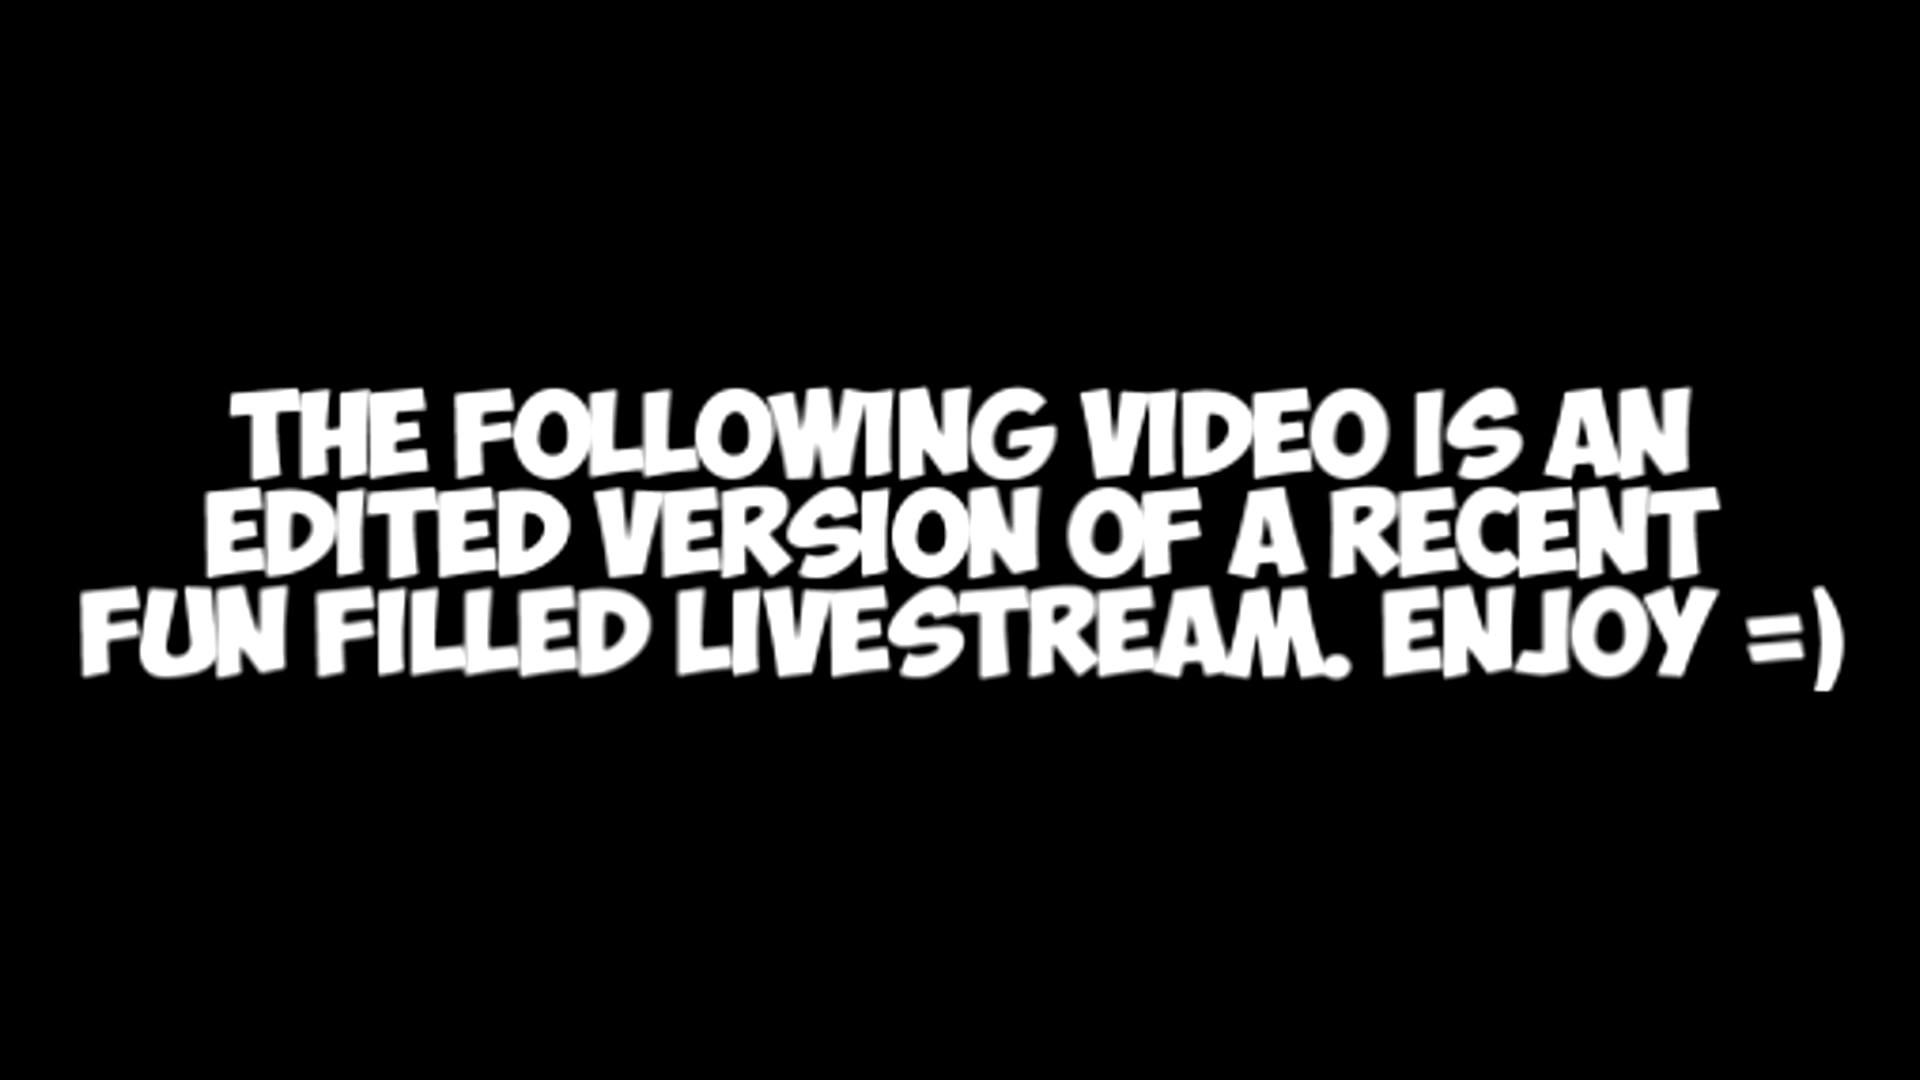 THE FOLLOWING VIDEO IS AN
EDITED VERSION OF A RECENT
FUN FILLED LIVESTREAM. ENJOY =)